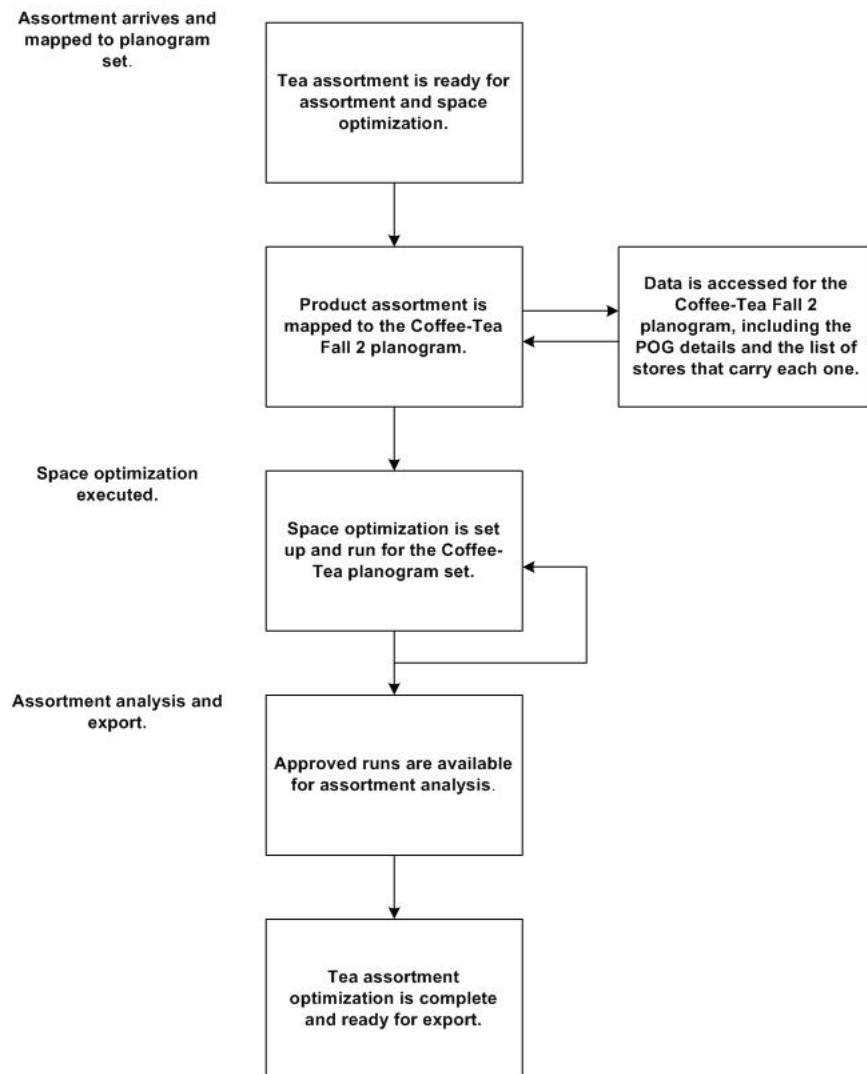 Assortment arrives and
mapped to planogram
set.
Tea assortment is ready for
assortment and space
optimization.
Product assortment is
mapped to the Coffee-Tea
Fall 2 planogram.
Data is accessed for the
Coffee-Tea Fall 2
planogram, including the
POG details and the list of
stores that carry each one.
Space optimization
executed.
Space optimization is set
up and run for the Coffee-
Tea planogram set.
Assortment analysis and
export.
Approved runs are available
for assortment analysis.
Tea assortment
optimization is complete
and ready for export.